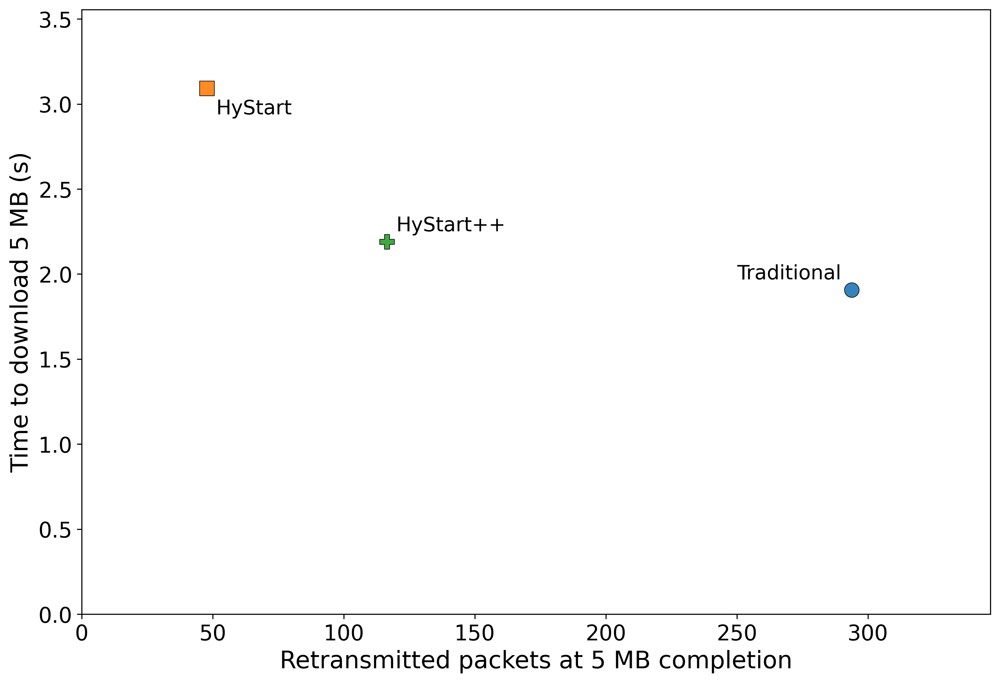 3.5
3.0
2.5
2.0
1.5
1.0
0.5
0.0
Time to download 5 MB (s)
HyStart
HyStart++
Traditional
0 50 100 150 200 250 300
Retransmitted packets at 5 MB completion